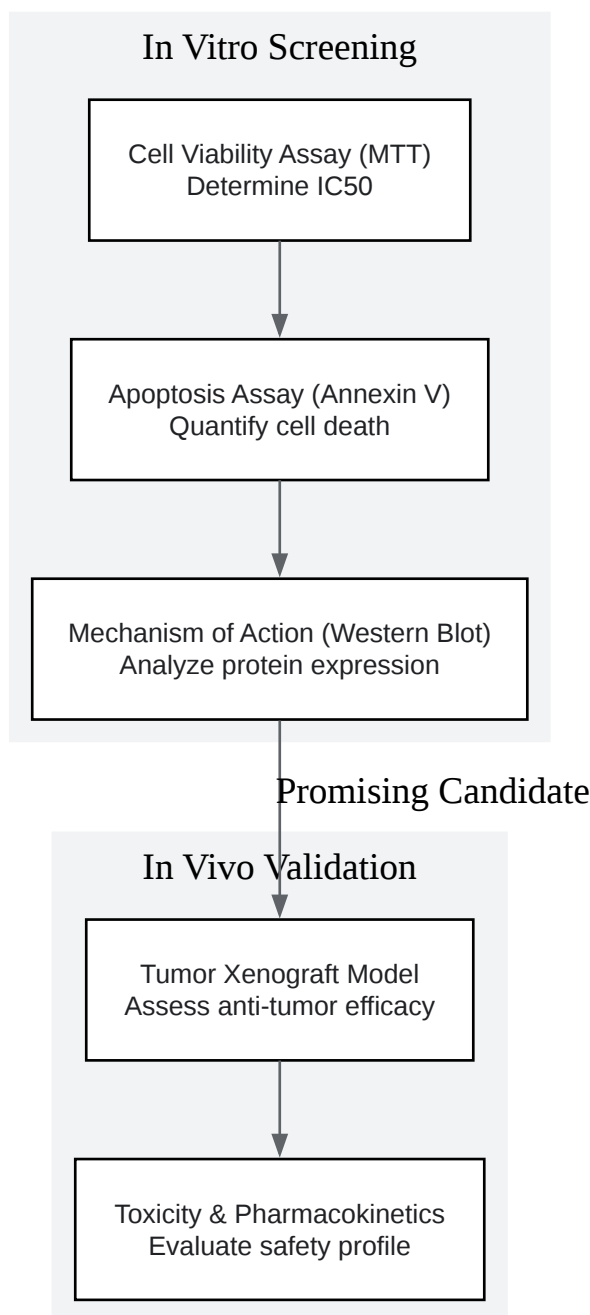 In Vitro Screening
Cell Viability Assay (MTT)
Determine IC50
Apoptosis Assay (Annexin V)
Quantify cell death
Mechanism of Action (Western Blot)
Analyze protein expression
Promising Candidate
In Vivo Validation
Tumor Xenograft Model
Assess anti-tumor efficacy
Toxicity & Pharmacokinetics
Evaluate safety profile